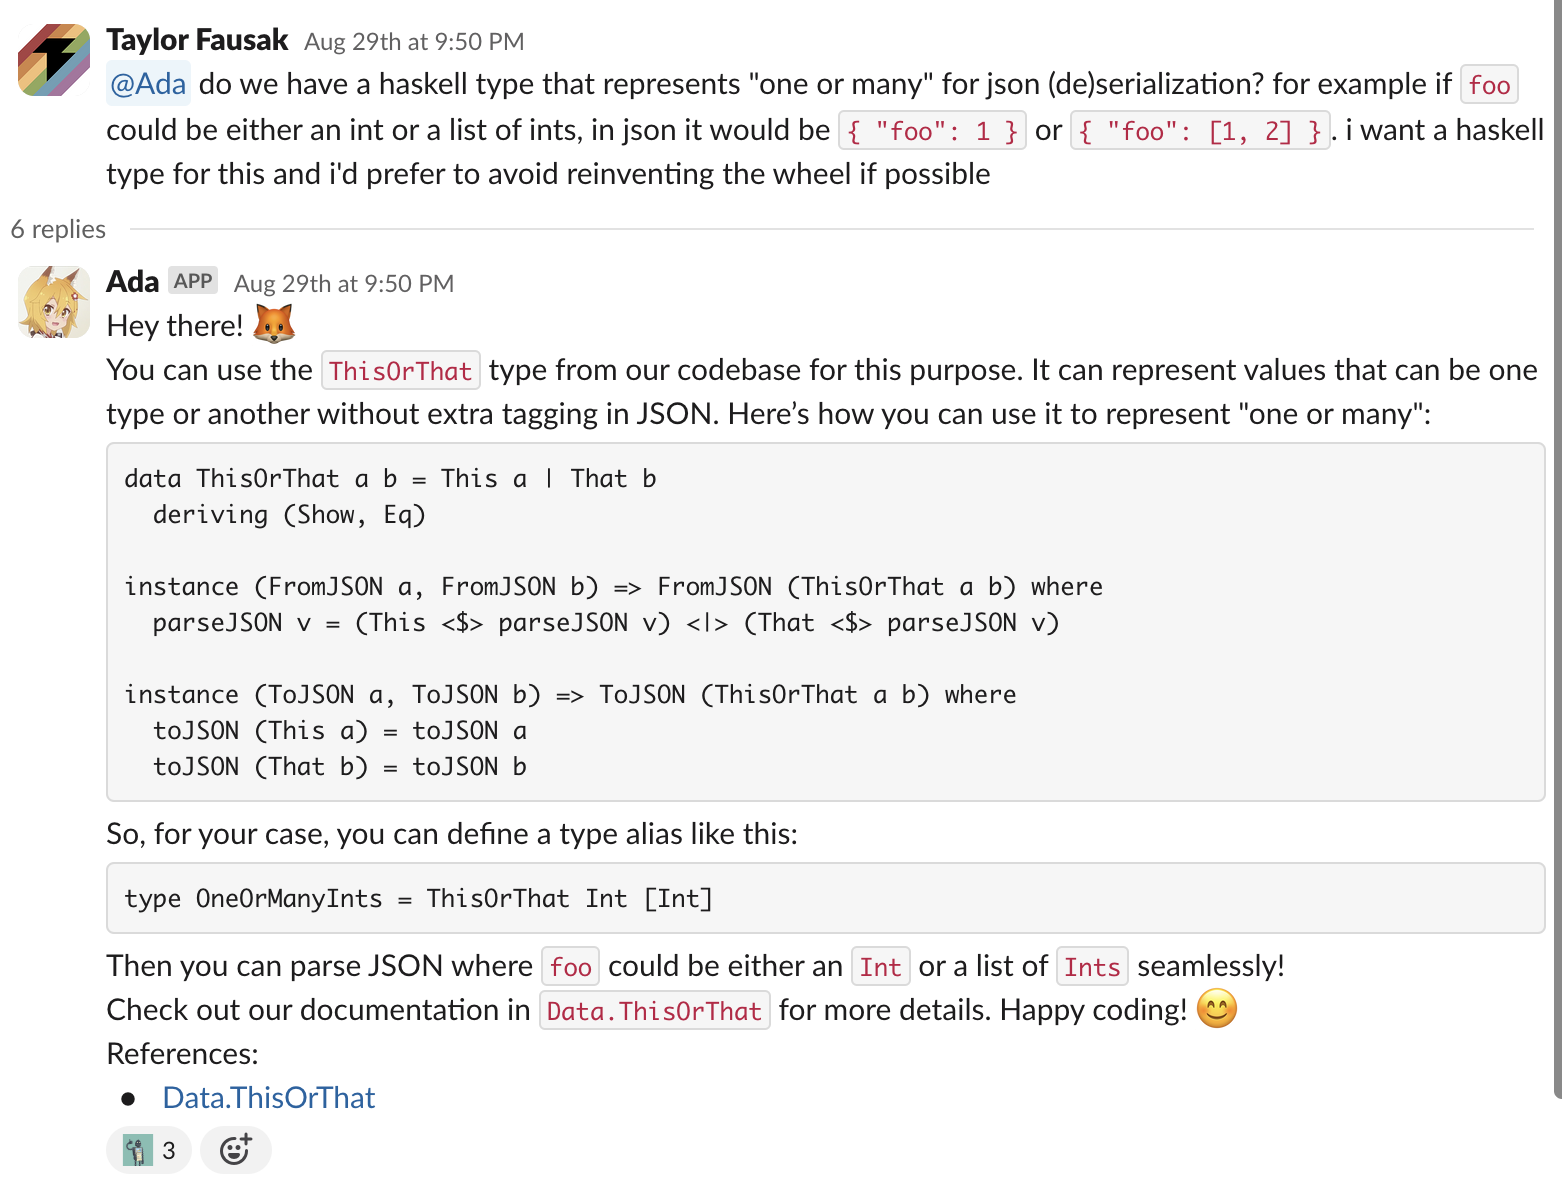 Taylor Fausak Aug 29th at 9:50 PM
@Ada do we have a haskell type that represents "one or many" for json (de)serialization? for example if foo
could be either an int or a list of ints, in json it would be { "foo": 1 } or { "foo": [1, 2] }. i want a haskell
type for this and i'd prefer to avoid reinventing the wheel if possible
6 replies
Ada APP Aug 29th at 9:50 PM
Hey there! 🦊
You can use the ThisOrThat type from our codebase for this purpose. It can represent values that can be one
type or another without extra tagging in JSON. Here’s how you can use it to represent "one or many":
data ThisOrThat a b = This a | That b
  deriving (Show, Eq)
instance (FromJSON a, FromJSON b) => FromJSON (ThisOrThat a b) where
  parseJSON v = (This <$> parseJSON v) <|> (That <$> parseJSON v)
instance (ToJSON a, ToJSON b) => ToJSON (ThisOrThat a b) where
  toJSON (This a) = toJSON a
  toJSON (That b) = toJSON b
So, for your case, you can define a type alias like this:
type OneOrManyInts = ThisOrThat Int [Int]
Then you can parse JSON where foo could be either an Int or a list of Ints seamlessly!
Check out our documentation in Data.ThisOrThat for more details. Happy coding! 😊
References:
● Data.ThisOrThat
3